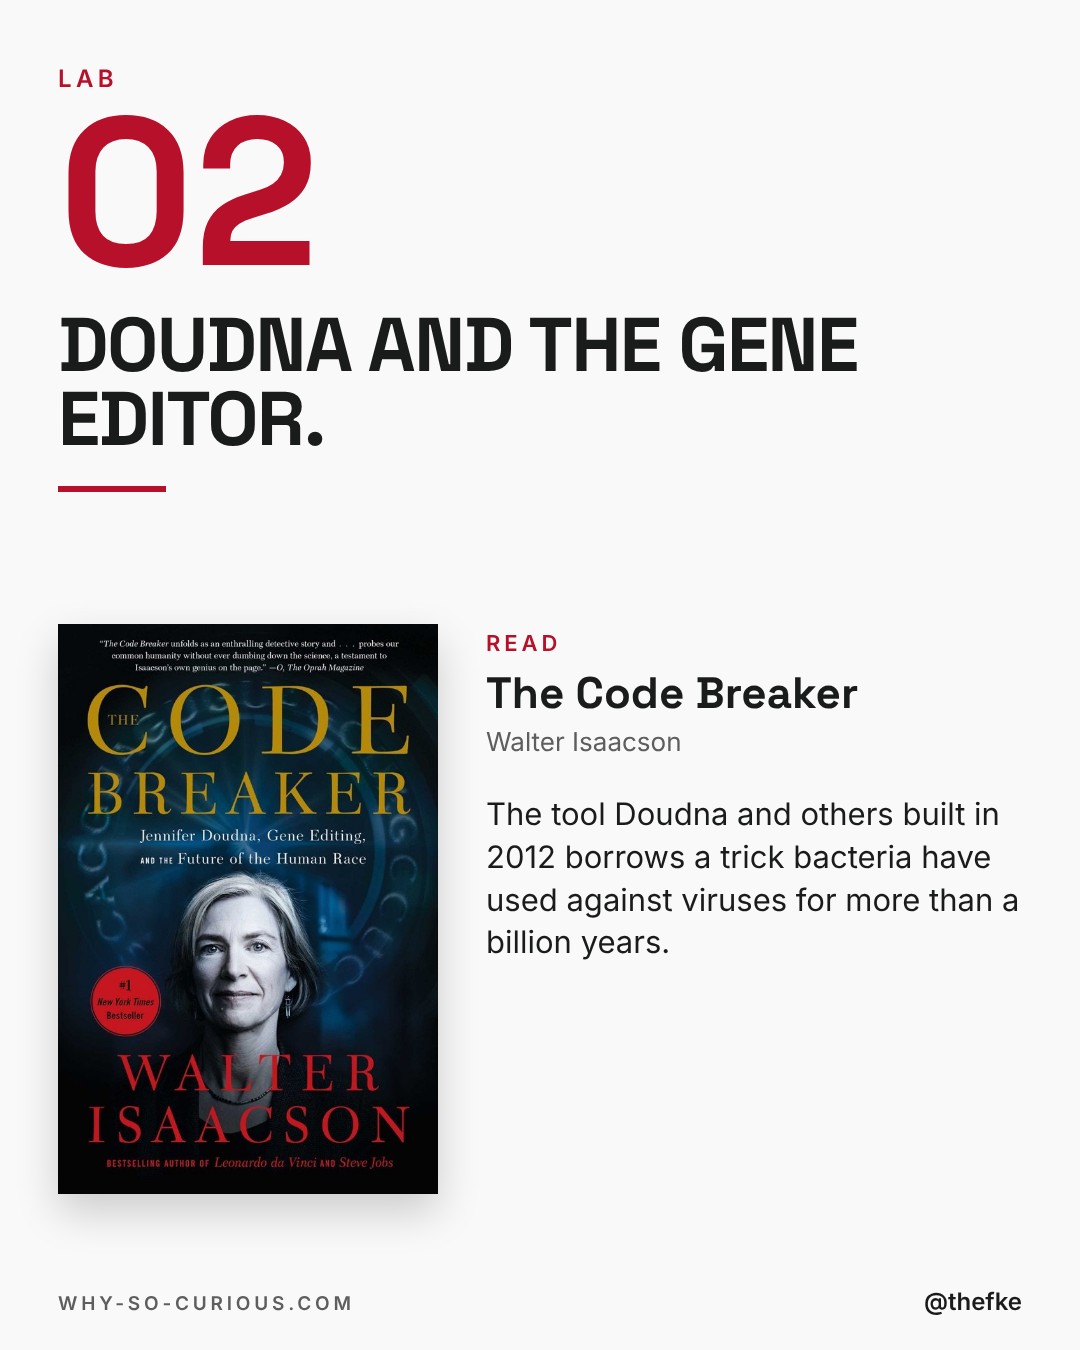 LAB
02
DOUDNA AND THE GENE
EDITOR.
"The Code Breaker unfolds as an enthralling detective story and . . . probes our
common humanity without ever dumbing down the science, a testament to
Isaacson's own genius on the page." —O, The Oprah Magazine
THE CODE
BREAKER
Jennifer Doudna, Gene Editing,
AND THE Future of the Human Race
#1
New York Times
Bestseller
WALTER
ISAACSON
BESTSELLING AUTHOR OF Leonardo da Vinci AND Steve Jobs
READ
The Code Breaker
Walter Isaacson
The tool Doudna and others built in
2012 borrows a trick bacteria have
used against viruses for more than a
billion years.
WHY-SO-CURIOUS.COM
@thefke